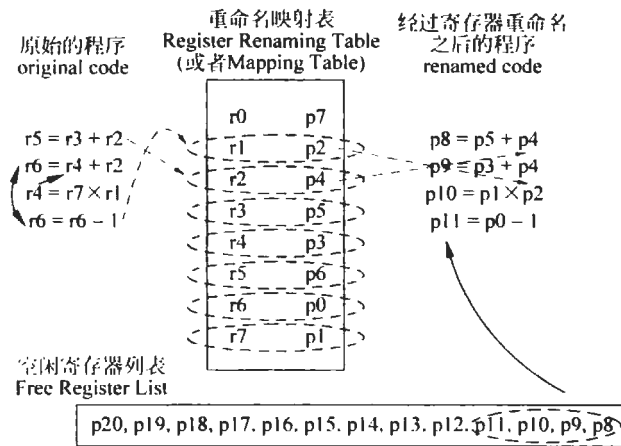 原始的程序
original code
r5 = r3 + r2
r6 = r4 + r2
r4 = r7 × r1
r6 = r6 − 1
重命名映射表
Register Renaming Table
(或者Mapping Table)
r0 p7
r1 p2
r2 p4
r3 p5
r4 p3
r5 p6
r6 p0
r7 p1
经过寄存器重命名
之后的程序
renamed code
p8 = p5 + p4
p9 = p3 + p4
p10 = p1 × p2
p11 = p0 − 1
空闲寄存器列表
Free Register List
p20, p19, p18, p17, p16, p15, p14, p13, p12, p11, p10, p9, p8